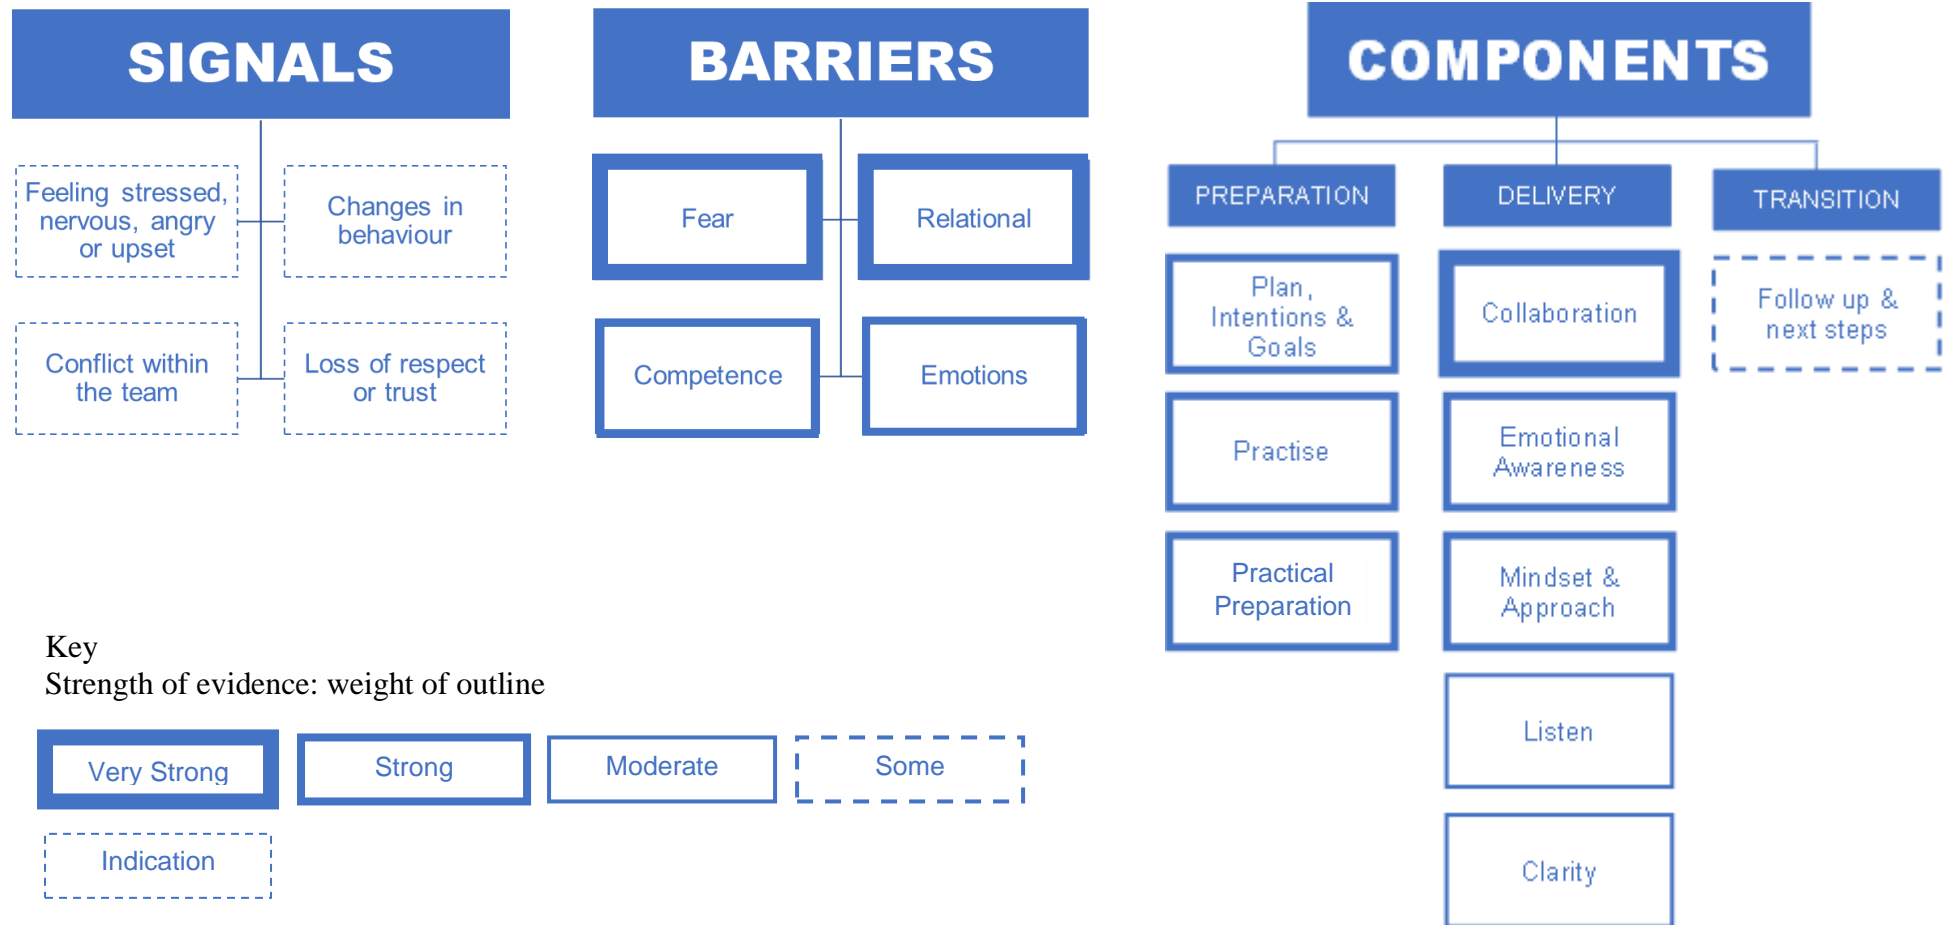 SIGNALS
Feeling stressed,
nervous, angry
or upset
Changes in
behaviour
Conflict within
the team
Loss of respect
or trust
BARRIERS
Fear
Relational
Competence
Emotions
COMPONENTS
PREPARATION
Plan,
Intentions &
Goals
Practise
Practical
Preparation
DELIVERY
Collaboration
Emotional
Awareness
Mindset &
Approach
Listen
Clarity
TRANSITION
Follow up &
next steps
Key
Strength of evidence: weight of outline
Very Strong
Strong
Moderate
Some
Indication